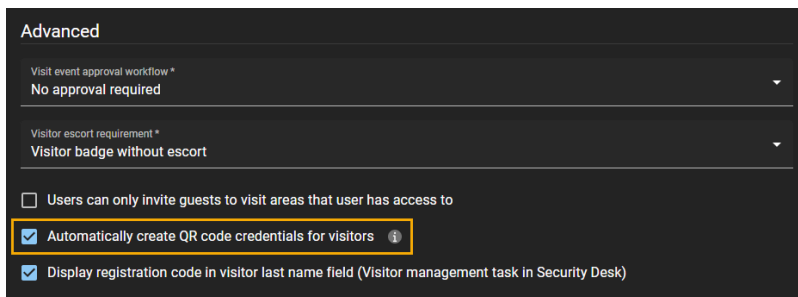 Advanced
Visit event approval workflow *
No approval required
Visitor escort requirement *
Visitor badge without escort
Users can only invite guests to visit areas that user has access to
Automatically create QR code credentials for visitors
Display registration code in visitor last name field (Visitor management task in Security Desk)